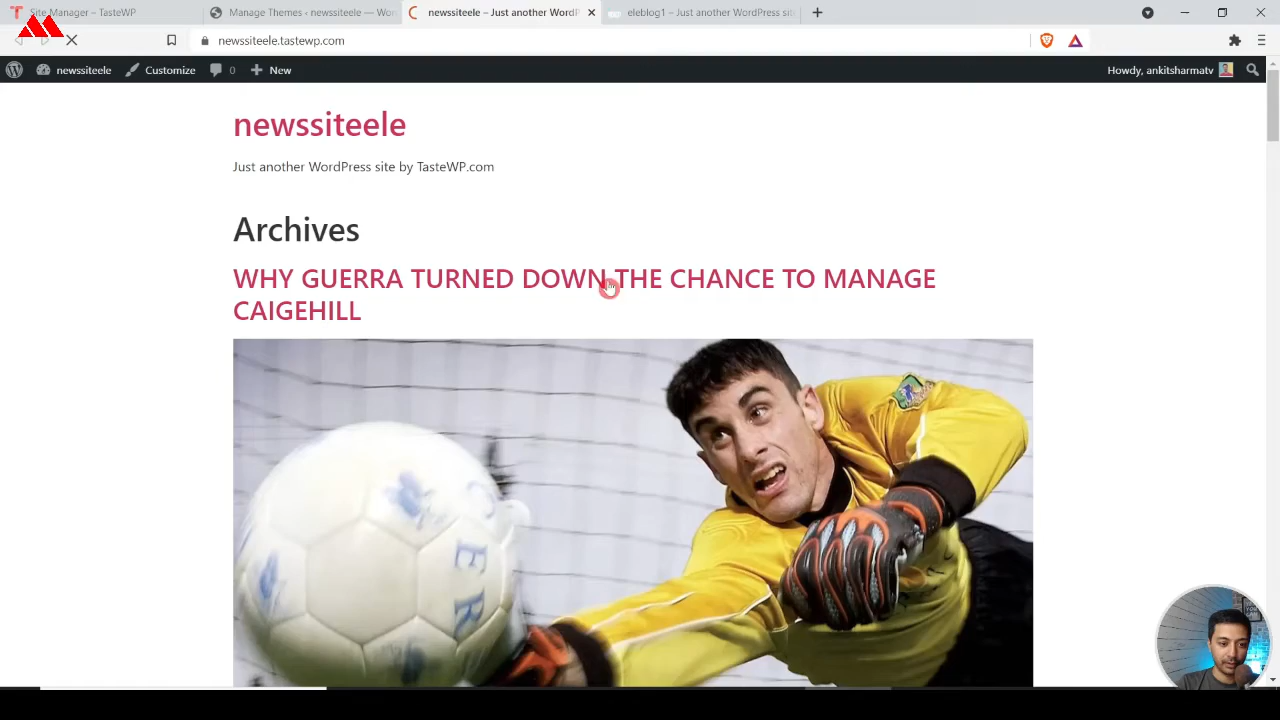 Site Manager – TasteWP
Manage Themes ‹ newssiteele — Wor
newssiteele – Just another WordP
eleblog1 – Just another WordPress sit
newssiteele.tastewp.com
newssiteele
Customize
0
New
Howdy, ankitsharmatv
newssiteele
Just another WordPress site by TasteWP.com
Archives
WHY GUERRA TURNED DOWN THE CHANCE TO MANAGE
CAIGEHILL